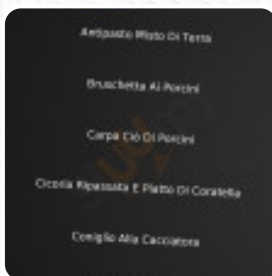 Antipasto Misto Di Terra
Bruschetta Ai Porcini
Carpa Ciò Di Porcini
Cicoria Ripassata E Piatto Di Coratella
Coniglio Alla Cacciatora